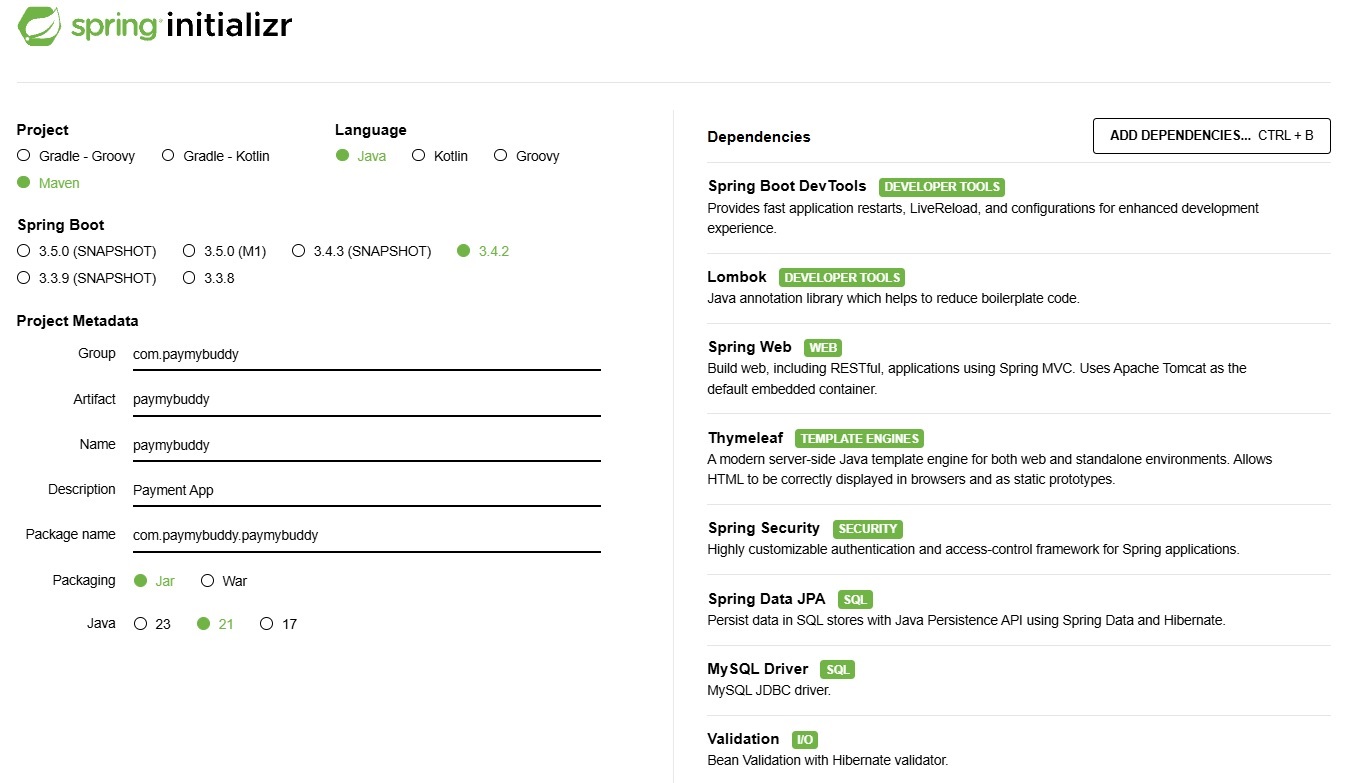 spring initializr
Project
Gradle - Groovy Gradle - Kotlin
Maven
Language
Java Kotlin Groovy
Spring Boot
3.5.0 (SNAPSHOT) 3.5.0 (M1) 3.4.3 (SNAPSHOT) 3.4.2
3.3.9 (SNAPSHOT) 3.3.8
Project Metadata
Group com.paymybuddy
Artifact paymybuddy
Name paymybuddy
Description Payment App
Package name com.paymybuddy.paymybuddy
Packaging Jar War
Java 23 21 17
Dependencies ADD DEPENDENCIES... CTRL + B
Spring Boot DevTools DEVELOPER TOOLS
Provides fast application restarts, LiveReload, and configurations for enhanced development
experience.
Lombok DEVELOPER TOOLS
Java annotation library which helps to reduce boilerplate code.
Spring Web WEB
Build web, including RESTful, applications using Spring MVC. Uses Apache Tomcat as the
default embedded container.
Thymeleaf TEMPLATE ENGINES
A modern server-side Java template engine for both web and standalone environments. Allows
HTML to be correctly displayed in browsers and as static prototypes.
Spring Security SECURITY
Highly customizable authentication and access-control framework for Spring applications.
Spring Data JPA SQL
Persist data in SQL stores with Java Persistence API using Spring Data and Hibernate.
MySQL Driver SQL
MySQL JDBC driver.
Validation I/O
Bean Validation with Hibernate validator.